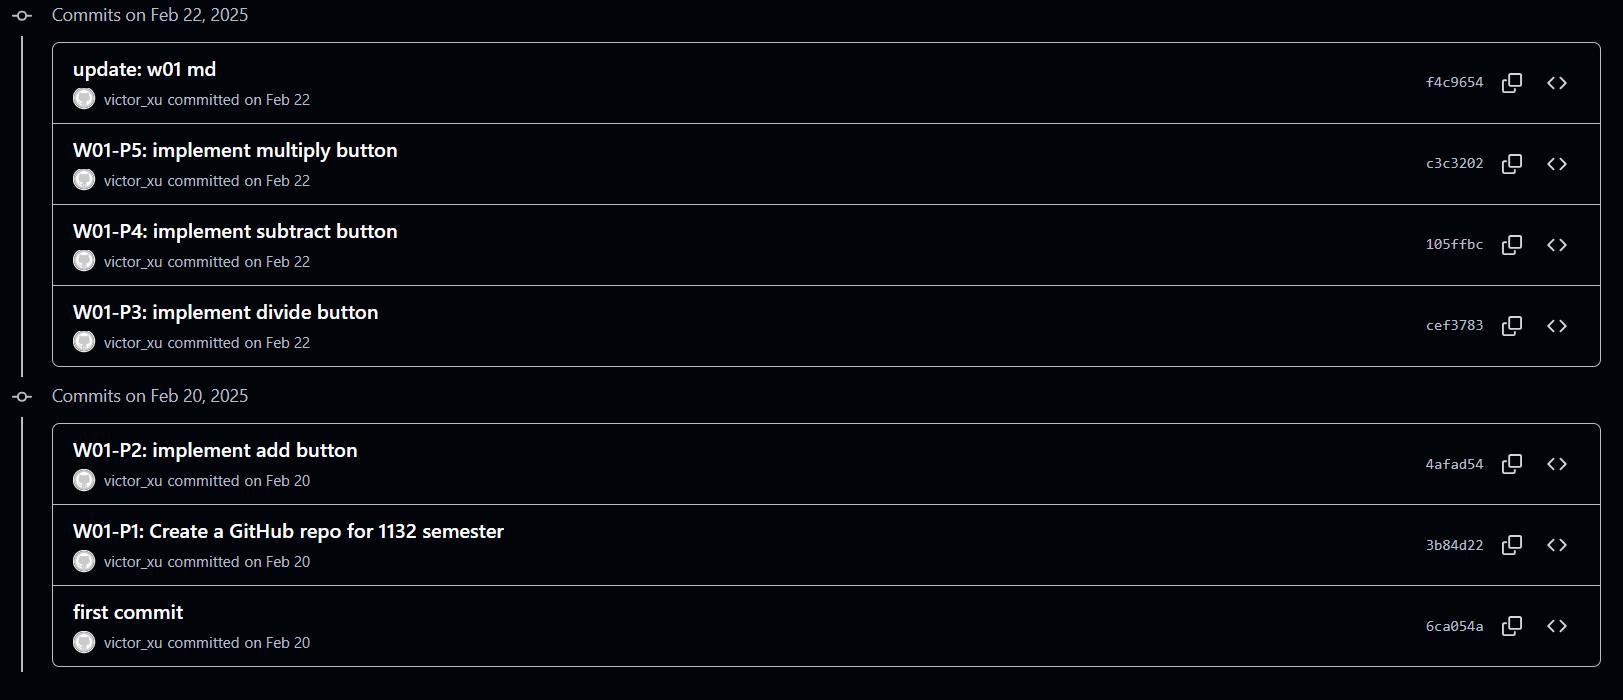 Commits on Feb 22, 2025
update: w01 md
victor_xu committed on Feb 22
f4c9654
W01-P5: implement multiply button
victor_xu committed on Feb 22
c3c3202
W01-P4: implement subtract button
victor_xu committed on Feb 22
105ffbc
W01-P3: implement divide button
victor_xu committed on Feb 22
cef3783
Commits on Feb 20, 2025
W01-P2: implement add button
victor_xu committed on Feb 20
4afad54
W01-P1: Create a GitHub repo for 1132 semester
victor_xu committed on Feb 20
3b84d22
first commit
victor_xu committed on Feb 20
6ca054a